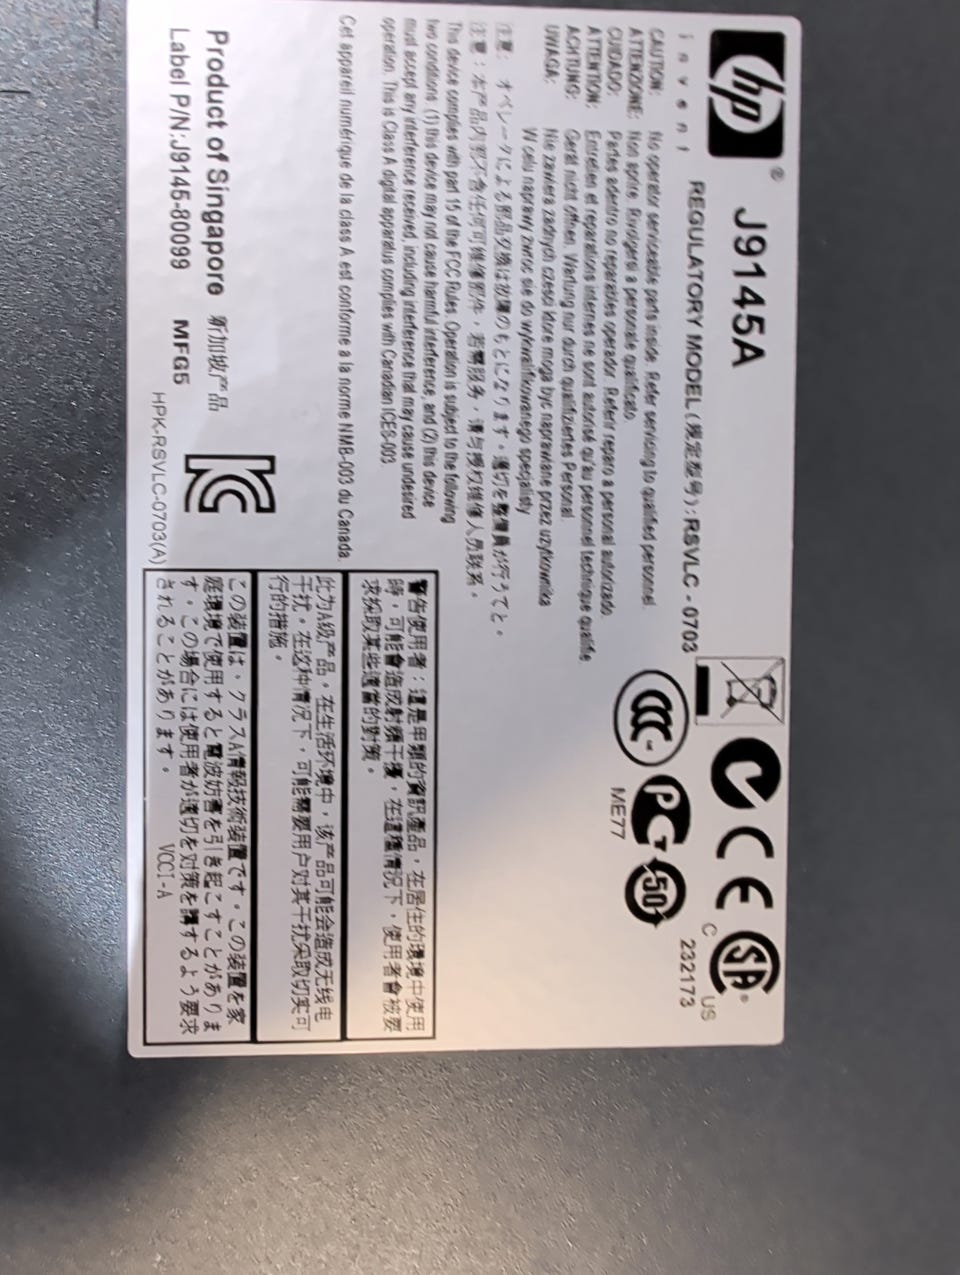 hp
®
invent
J9145A
REGULATORY MODEL (规定型号) : RSVLC - 0703
CAUTION: No operator serviceable parts inside. Refer servicing to qualified personnel.
ATTENZIONE: Non aprire. Rivolgersi a personale qualificato.
CUIDADO: Partes adentro no reparables operador. Referir reparo a personal autorizado.
ATTENTION: Entretien et reparations internes ne sont autorisé qu'au personnel technique qualifié
ACHTUNG: Gerät nicht öffnen. Wartung nur durch qualifiziertes Personal.
UWAGA: Nie zawiera zadnych czesci ktore moga byc naprawiane przez uzytkownika
W celu naprawy zwroc sie do wykwalifikowanego specjalisty
注意: オペレータによる部品交換は故障のもとになります。適切な整備員が行うこと。
注意:本产品内部不含任何可维修部件,若需服务,请与授权维修人员联系。
This device complies with part 15 of the FCC Rules. Operation is subject to the following
two conditions: (1) this device may not cause harmful interference, and (2) this device
must accept any interference received, including interference that may cause undesired
operation. This is Class A digital apparatus complies with Canadian ICES-003.
Cet appareil numérique de la class A est conforme a la norme NMB-003 du Canada.
Product of Singapore 新加坡产品
Label P/N:J9145-80099 MFG5
HPK-RSVLC-0703(A)
CE
SA®
C US
232173
CCC
PCT
ME77
50
警告使用者:這是甲類的資訊產品,在居住的環境中使用
時,可能會造成射頻干擾,在這種情況下,使用者會被要
求採取某些適當的對策。
此为A级产品,在生活环境中,该产品可能会造成无线电
干扰。在这种情况下,可能需要用户对其干扰采取切实可
行的措施。
この装置は、クラスA情報技術装置です。この装置を家
庭環境で使用すると電波妨害を引き起こすことがありま
す。この場合には使用者が適切な対策を講ずるよう要求
されることがあります。 VCCI-A